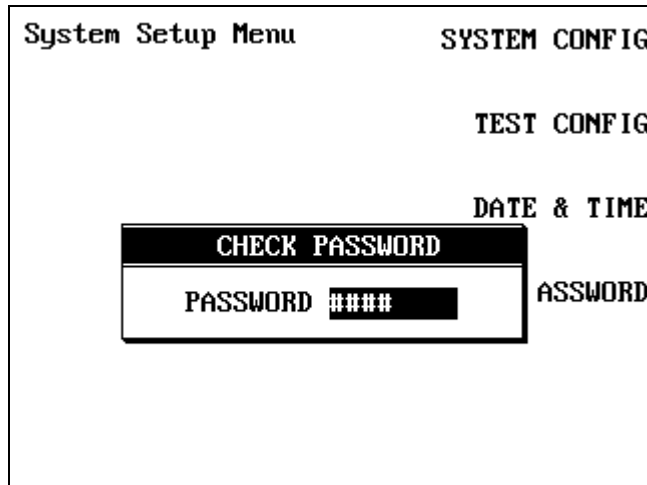 System Setup Menu
SYSTEM CONFIG
TEST CONFIG
DATE & TIME
CHECK PASSWORD
PASSWORD ####
ASSWORD